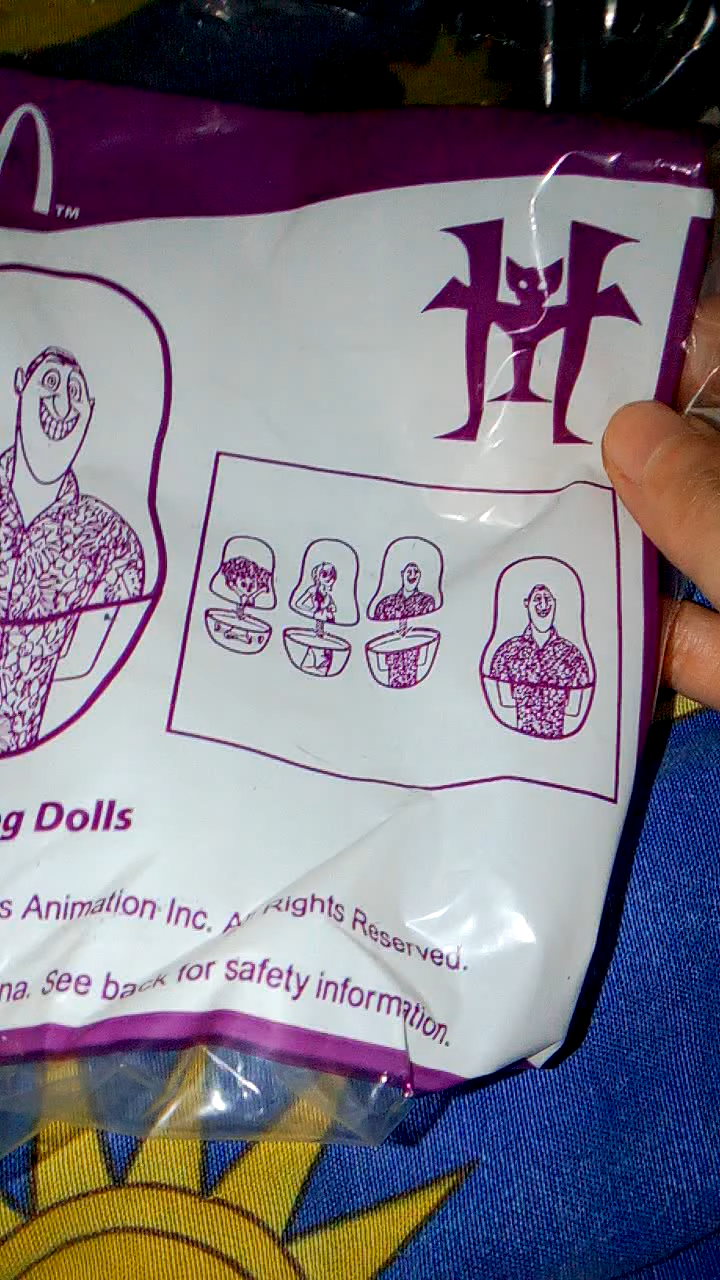 TM
H
g Dolls
s Animation Inc. All Rights Reserved.
na. See back for safety information.